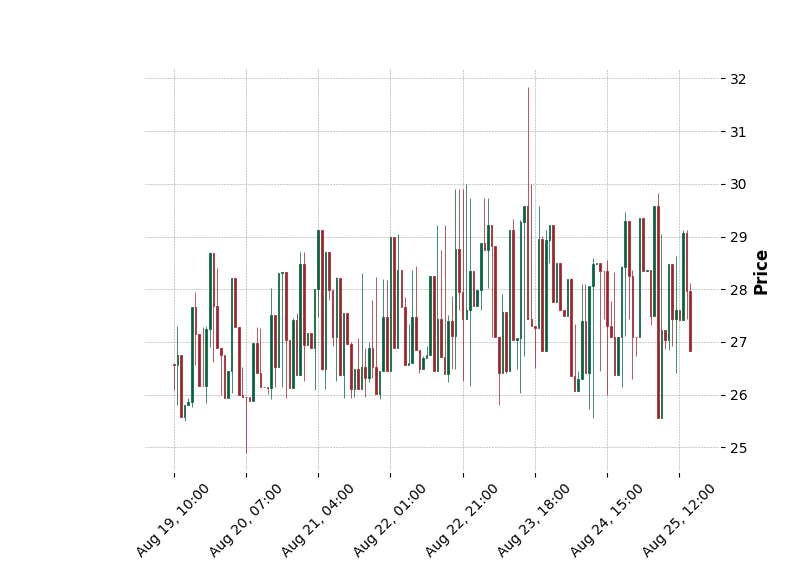 32
31
30
29
28
27
26
25
Price
Aug 19, 10:00
Aug 20, 07:00
Aug 21, 04:00
Aug 22, 01:00
Aug 22, 21:00
Aug 23, 18:00
Aug 24, 15:00
Aug 25, 12:00